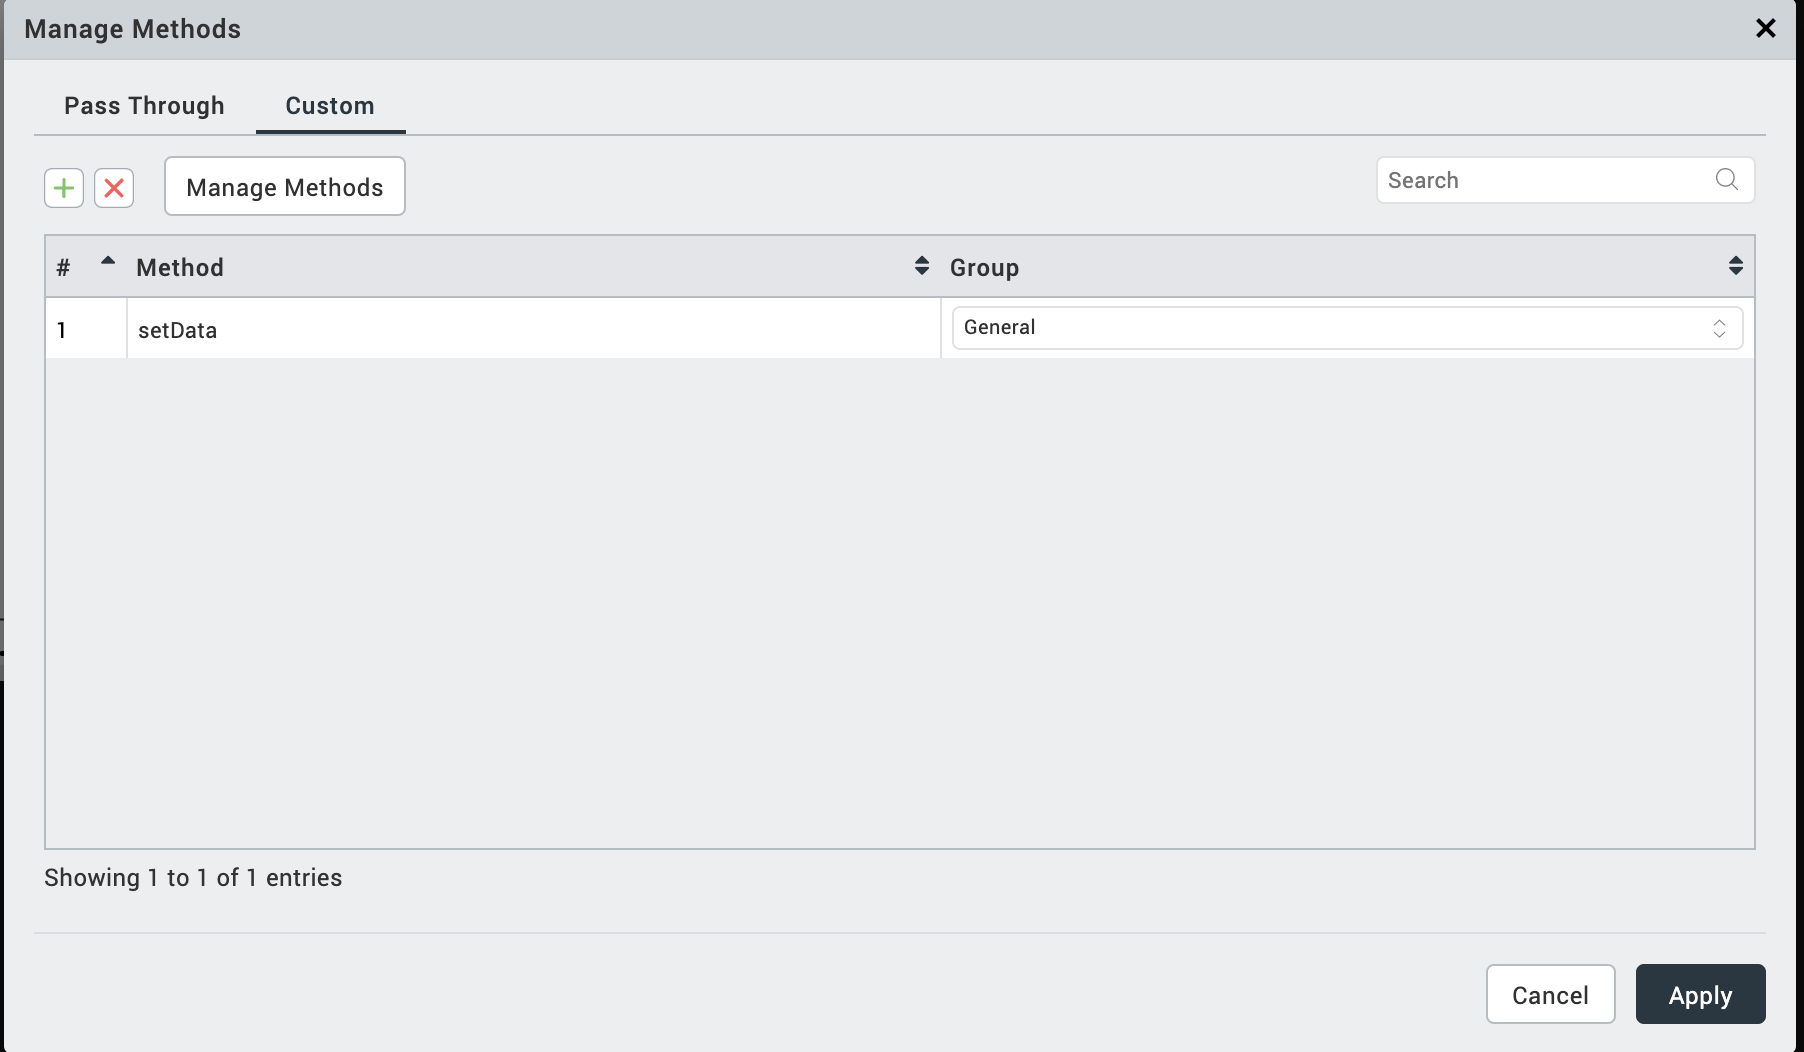 Manage Methods
Pass Through Custom
Manage Methods Search
# Method Group
1 setData General
Showing 1 to 1 of 1 entries
Cancel Apply